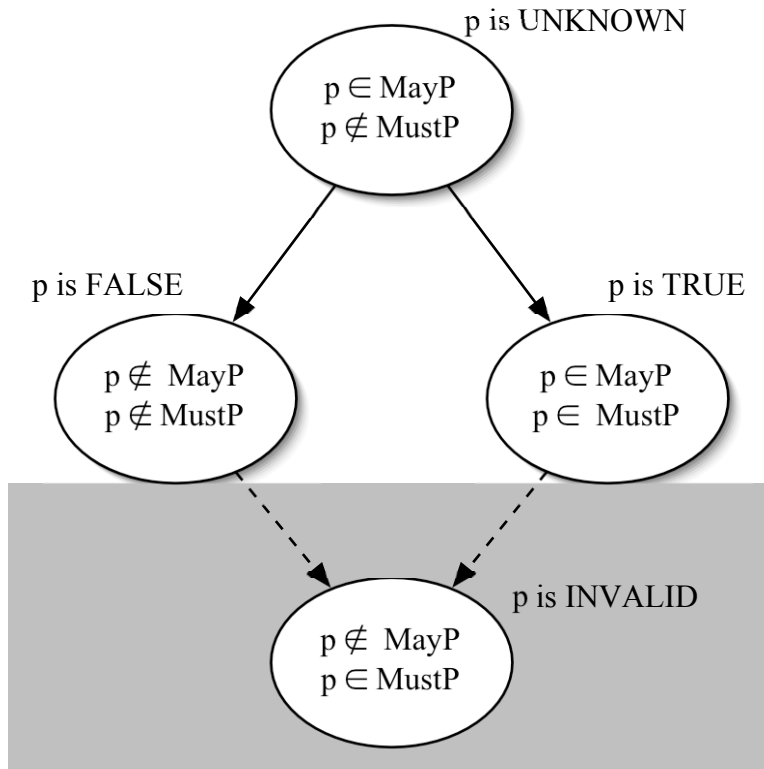 p is UNKNOWN
p ∈ MayP
p ∉ MustP
p is FALSE
p is TRUE
p ∉ MayP
p ∉ MustP
p ∈ MayP
p ∈ MustP
p is INVALID
p ∉ MayP
p ∈ MustP